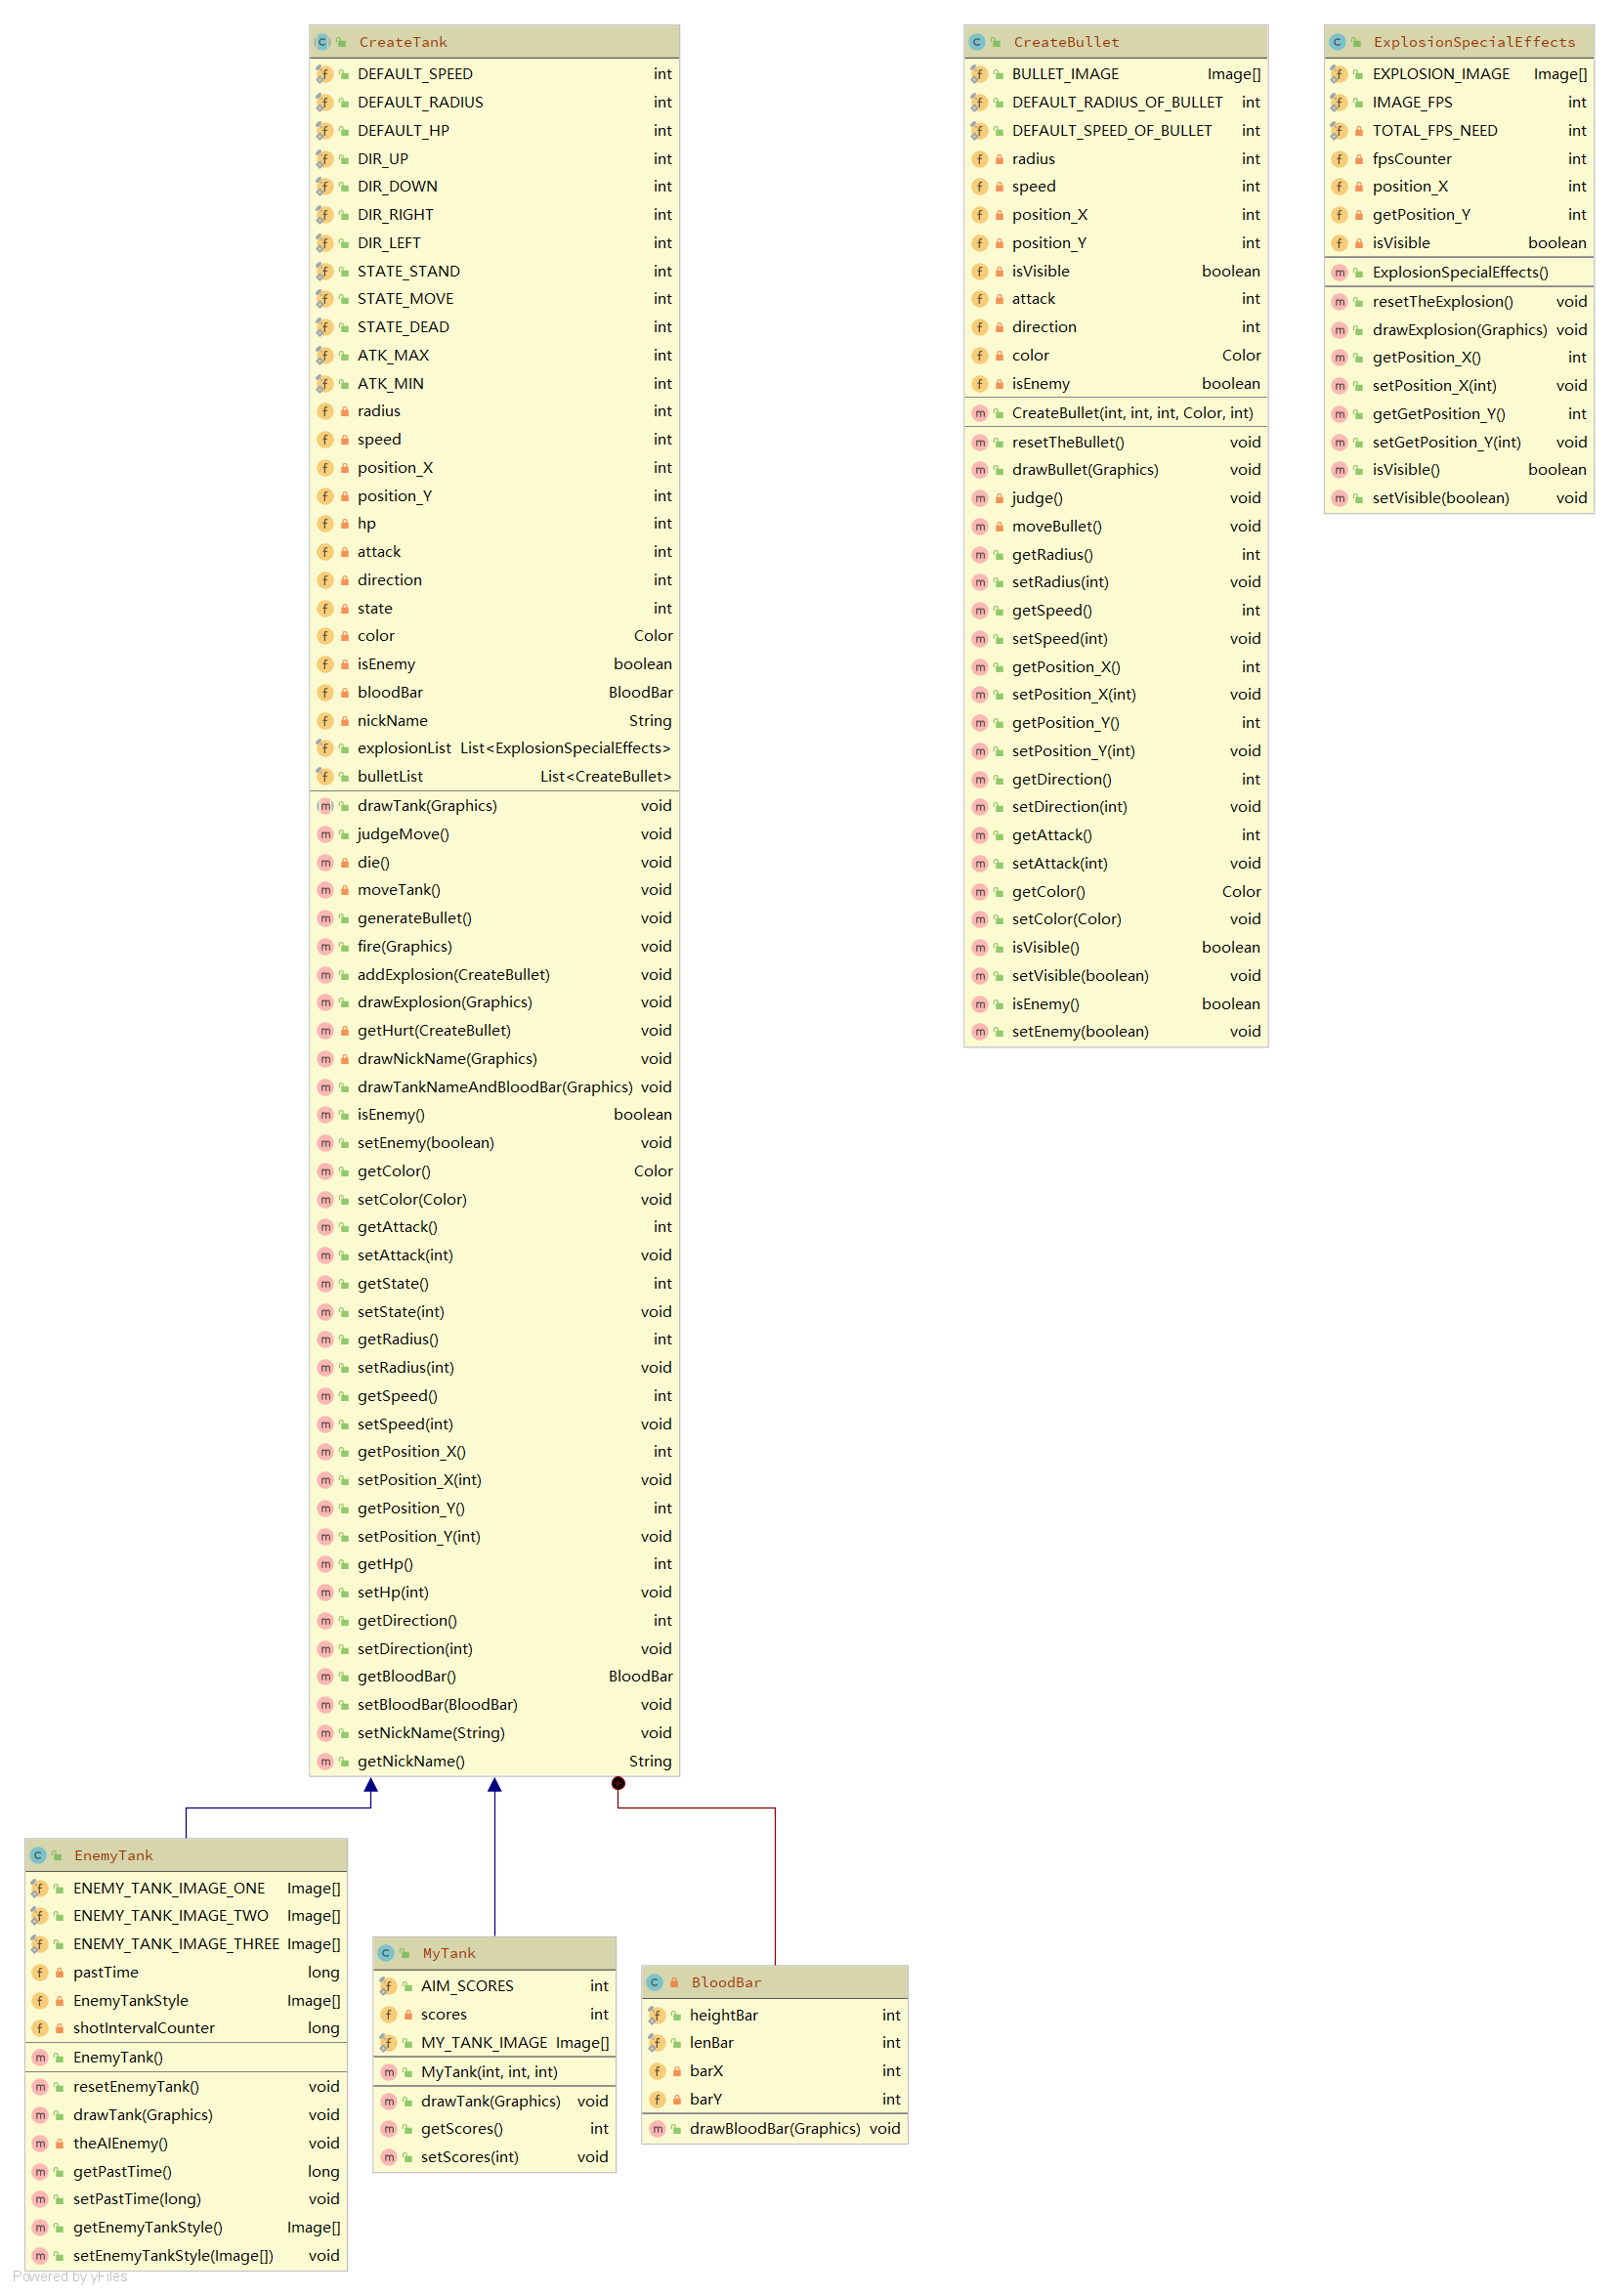 CreateTank
DEFAULT_SPEED int
DEFAULT_RADIUS int
DEFAULT_HP int
DIR_UP int
DIR_DOWN int
DIR_RIGHT int
DIR_LEFT int
STATE_STAND int
STATE_MOVE int
STATE_DEAD int
ATK_MAX int
ATK_MIN int
radius int
speed int
position_X int
position_Y int
hp int
attack int
direction int
state int
color Color
isEnemy boolean
bloodBar BloodBar
nickName String
explosionList List<ExplosionSpecialEffects>
bulletList List<CreateBullet>
drawTank(Graphics) void
judgeMove() void
die() void
moveTank() void
generateBullet() void
fire(Graphics) void
addExplosion(CreateBullet) void
drawExplosion(Graphics) void
getHurt(CreateBullet) void
drawNickName(Graphics) void
drawTankNameAndBloodBar(Graphics) void
isEnemy() boolean
setEnemy(boolean) void
getColor() Color
setColor(Color) void
getAttack() int
setAttack(int) void
getState() int
setState(int) void
getRadius() int
setRadius(int) void
getSpeed() int
setSpeed(int) void
getPosition_X() int
setPosition_X(int) void
getPosition_Y() int
setPosition_Y(int) void
getHp() int
setHp(int) void
getDirection() int
setDirection(int) void
getBloodBar() BloodBar
setBloodBar(BloodBar) void
setNickName(String) void
getNickName() String
CreateBullet
BULLET_IMAGE Image[]
DEFAULT_RADIUS_OF_BULLET int
DEFAULT_SPEED_OF_BULLET int
radius int
speed int
position_X int
position_Y int
isVisible boolean
attack int
direction int
color Color
isEnemy boolean
CreateBullet(int, int, int, Color, int)
resetTheBullet() void
drawBullet(Graphics) void
judge() void
moveBullet() void
getRadius() int
setRadius(int) void
getSpeed() int
setSpeed(int) void
getPosition_X() int
setPosition_X(int) void
getPosition_Y() int
setPosition_Y(int) void
getDirection() int
setDirection(int) void
getAttack() int
setAttack(int) void
getColor() Color
setColor(Color) void
isVisible() boolean
setVisible(boolean) void
isEnemy() boolean
setEnemy(boolean) void
ExplosionSpecialEffects
EXPLOSION_IMAGE Image[]
IMAGE_FPS int
TOTAL_FPS_NEED int
fpsCounter int
position_X int
getPosition_Y int
isVisible boolean
ExplosionSpecialEffects()
resetTheExplosion() void
drawExplosion(Graphics) void
getPosition_X() int
setPosition_X(int) void
getGetPosition_Y() int
setGetPosition_Y(int) void
isVisible() boolean
setVisible(boolean) void
EnemyTank
ENEMY_TANK_IMAGE_ONE Image[]
ENEMY_TANK_IMAGE_TWO Image[]
ENEMY_TANK_IMAGE_THREE Image[]
pastTime long
EnemyTankStyle Image[]
shotIntervalCounter long
EnemyTank()
resetEnemyTank() void
drawTank(Graphics) void
theAIEnemy() void
getPastTime() long
setPastTime(long) void
getEnemyTankStyle() Image[]
setEnemyTankStyle(Image[]) void
MyTank
AIM_SCORES int
scores int
MY_TANK_IMAGE Image[]
MyTank(int, int, int)
drawTank(Graphics) void
getScores() int
setScores(int) void
BloodBar
heightBar int
lenBar int
barX int
barY int
drawBloodBar(Graphics) void
Powered by yFiles